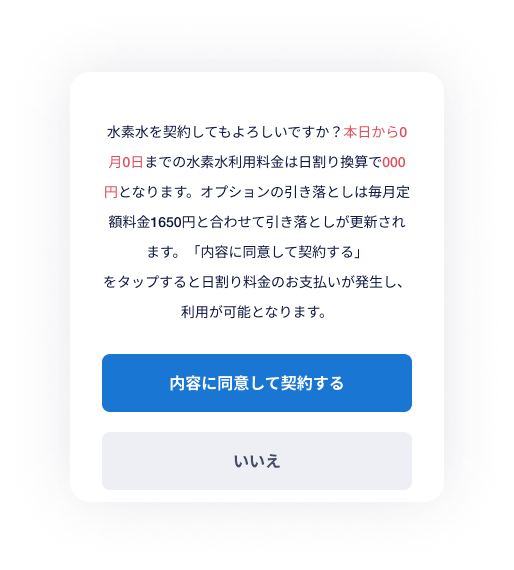 水素水を契約してもよろしいですか？本日から0
月0日までの水素水利用料金は日割り換算で000
円となります。オプションの引き落としは毎月定
額料金1650円と合わせて引き落としが更新され
ます。「内容に同意して契約する」
をタップすると日割り料金のお支払いが発生し、
利用が可能となります。
内容に同意して契約する
いいえ